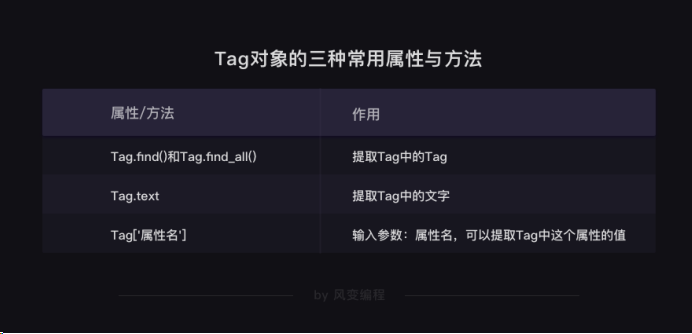 Tag对象的三种常用属性与方法
属性/方法 作用
Tag.find()和Tag.find_all() 提取Tag中的Tag
Tag.text 提取Tag中的文字
Tag['属性名'] 输入参数：属性名，可以提取Tag中这个属性的值
by 风变编程